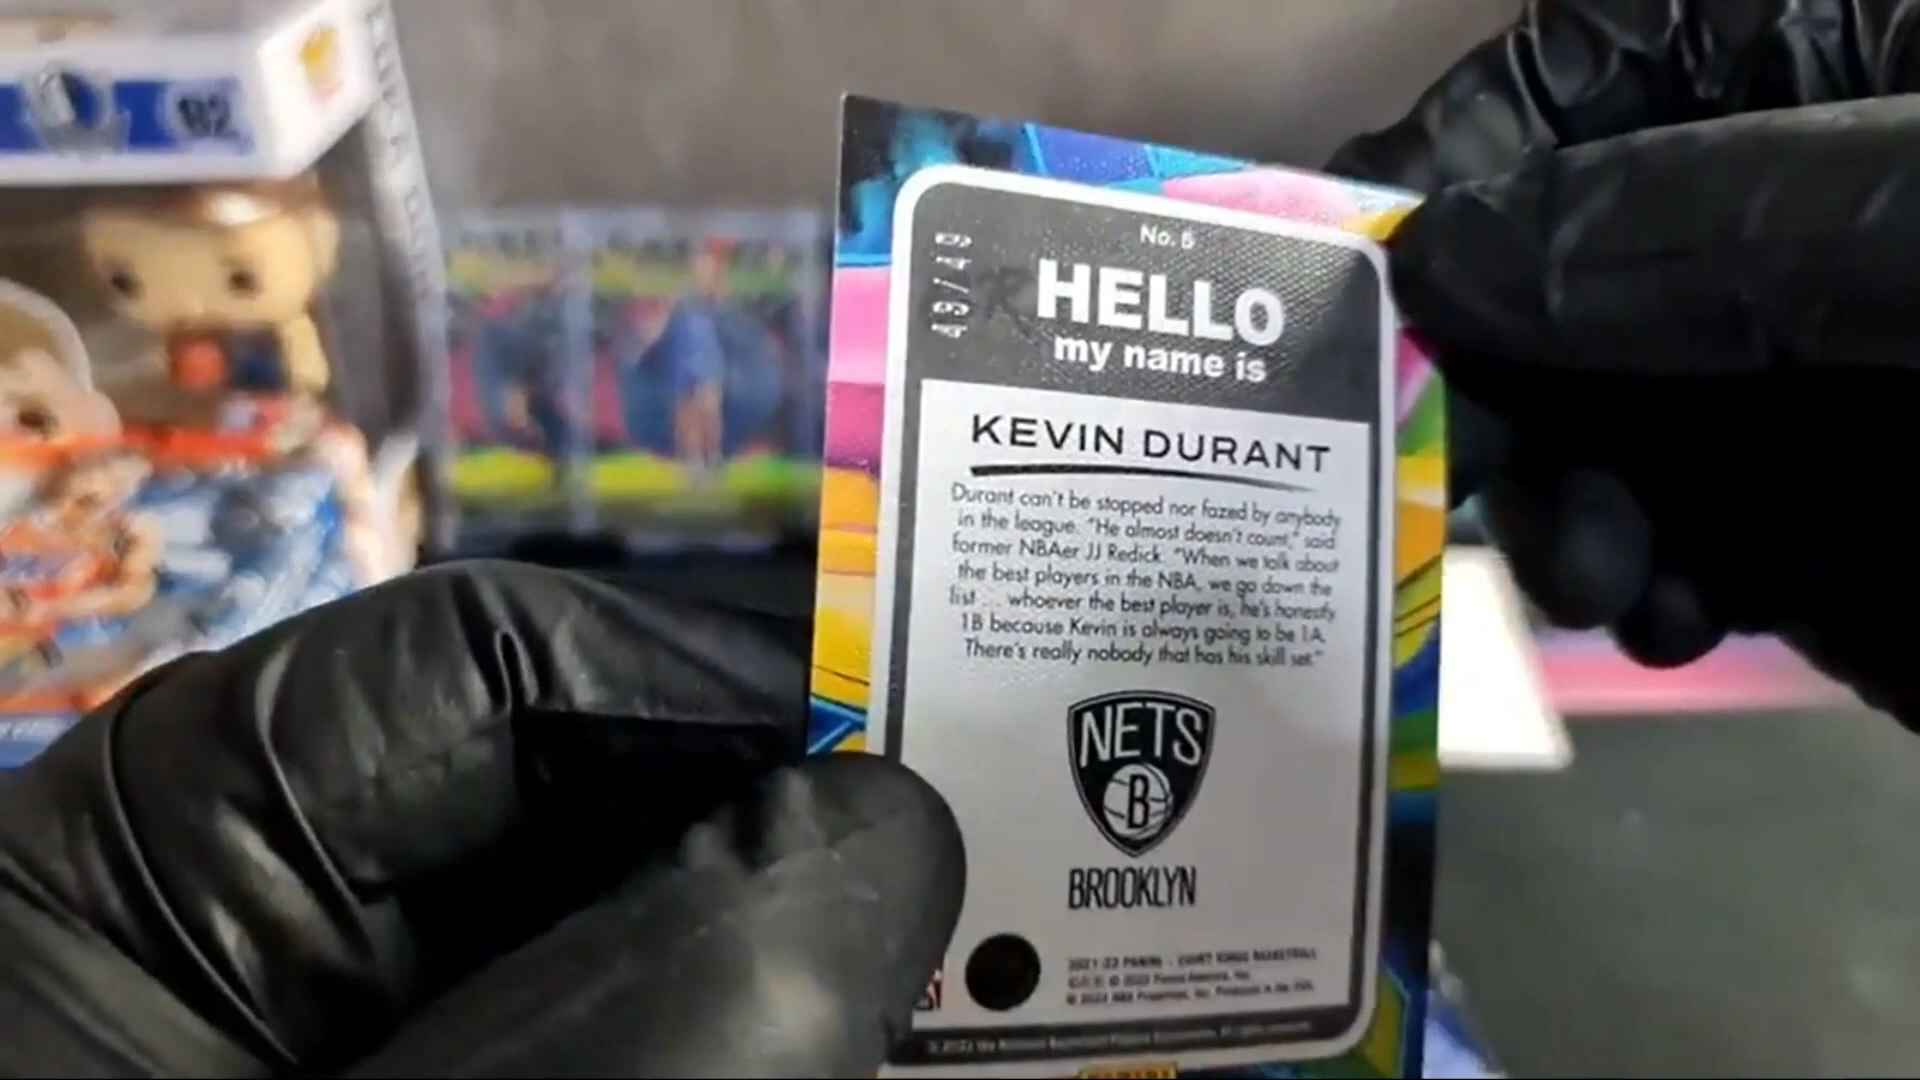 No. 5
49/49
HELLO
my name is
KEVIN DURANT
Durant can't be stopped nor fazed by anybody
in the league. "He almost doesn't count," said
former NBAer JJ Redick. "When we talk about
the best players in the NBA, we go down the
list . . . whoever the best player is, he's honestly
1B because Kevin is always going to be 1A.
There's really nobody that has his skill set."
NETS
B
BROOKLYN
2021-22 PANINI - COURT KINGS BASKETBALL
PANINI